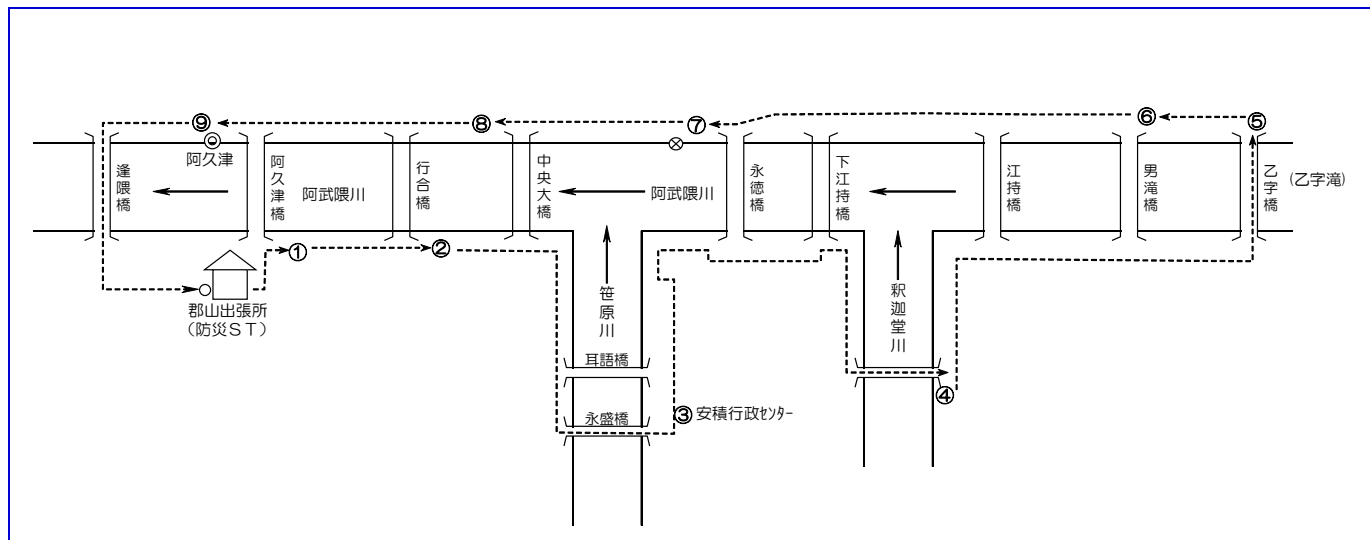 ⑨
⑧
⑦
⑥
⑤
逢隈橋
阿久津
阿久津橋
阿武隈川
行合橋
中央大橋
阿武隈川
永徳橋
下江持橋
江持橋
男滝橋
乙字橋
(乙字滝)
①
②
郡山出張所
(防災ST)
笹原川
釈迦堂川
耳語橋
④
③安積行政センター
永盛橋